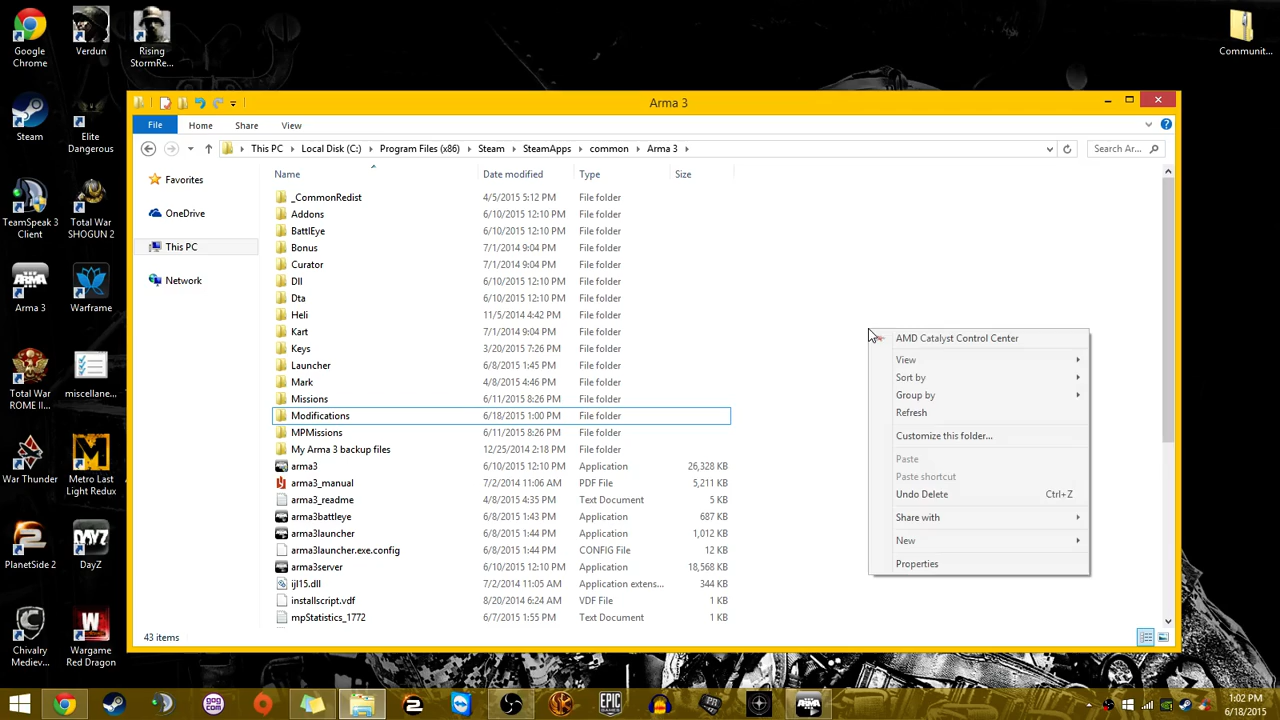 Google
Chrome
Verdun
Rising
StormRe...
Communit...
Steam
Elite
Dangerous
TeamSpeak 3
Client
Total War
SHOGUN 2
Arma 3
Warframe
Total War
ROME II...
miscellane...
War Thunder
Metro Last
Light Redux
PlanetSide 2
DayZ
Chivalry
Mediev...
Wargame
Red Dragon
Arma 3
File
Home
Share
View
This PC
Local Disk (C:)
Program Files (x86)
Steam
SteamApps
common
Arma 3
Search Ar...
Favorites
OneDrive
This PC
Network
Name Date modified Type Size
_CommonRedist 4/5/2015 5:12 PM File folder
Addons 6/10/2015 12:10 PM File folder
BattlEye 6/10/2015 12:10 PM File folder
Bonus 7/1/2014 9:04 PM File folder
Curator 7/1/2014 9:04 PM File folder
Dll 6/10/2015 12:10 PM File folder
Dta 6/10/2015 12:10 PM File folder
Heli 11/5/2014 4:42 PM File folder
Kart 7/1/2014 9:04 PM File folder
Keys 3/20/2015 7:26 PM File folder
Launcher 6/8/2015 1:45 PM File folder
Mark 4/8/2015 4:46 PM File folder
Missions 6/11/2015 8:26 PM File folder
Modifications 6/18/2015 1:00 PM File folder
MPMissions 6/11/2015 8:26 PM File folder
My Arma 3 backup files 12/25/2014 2:18 PM File folder
arma3 6/10/2015 12:10 PM Application 26,328 KB
arma3_manual 7/2/2014 11:06 AM PDF File 5,211 KB
arma3_readme 4/8/2015 4:35 PM Text Document 5 KB
arma3battleye 6/8/2015 1:43 PM Application 687 KB
arma3launcher 6/8/2015 1:44 PM Application 1,012 KB
arma3launcher.exe.config 6/8/2015 1:44 PM CONFIG File 12 KB
arma3server 6/8/2015 1:43 PM Application 18,568 KB
ijl15.dll 7/2/2014 11:05 AM Application extens... 344 KB
installscript.vdf 8/20/2014 6:24 AM VDF File 1 KB
mpStatistics_1772 6/7/2015 1:55 PM Text Document 1 KB
43 items
AMD Catalyst Control Center
View
Sort by
Group by
Refresh
Customize this folder...
Paste
Paste shortcut
Undo Delete Ctrl+Z
Share with
New
Properties
1:02 PM
6/18/2015